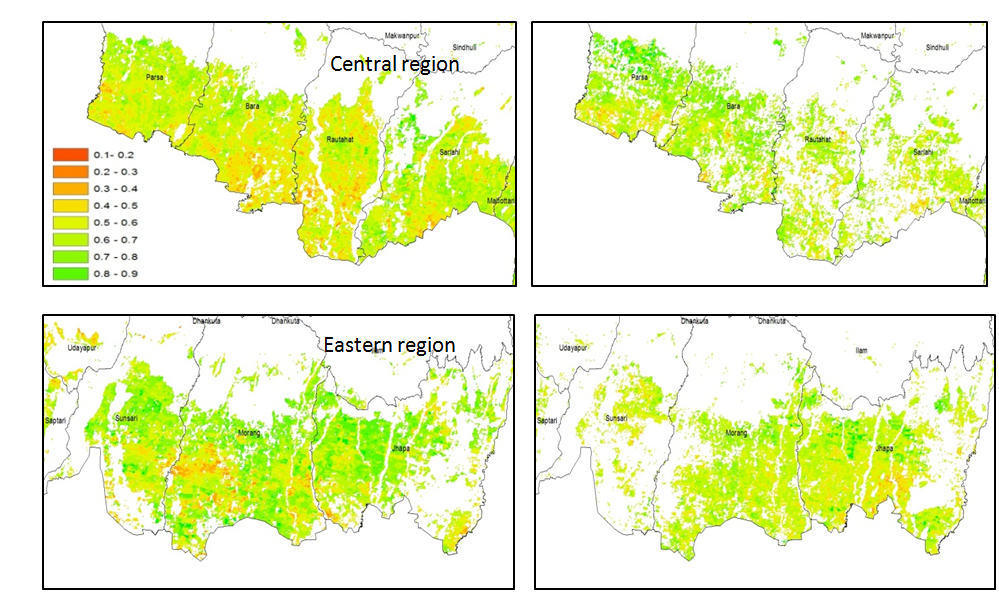 Makwanpur
Central region
Sindhuli
Parsa
Bara
Rautahat
Sarlahi
Mahottari
0.1- 0.2
0.2 - 0.3
0.3 - 0.4
0.4 - 0.5
0.5 - 0.6
0.6 - 0.7
0.7 - 0.8
0.8 - 0.9
Makwanpur
Sindhuli
Parsa
Bara
Rautahat
Sarlahi
Mahottari
Dhankuta
Dhankuta
Udayapur
Eastern region
Saptari
Sunsari
Morang
Jhapa
Dhankuta
Dhankuta
Udayapur
Ilam
Saptari
Sunsari
Morang
Jhapa